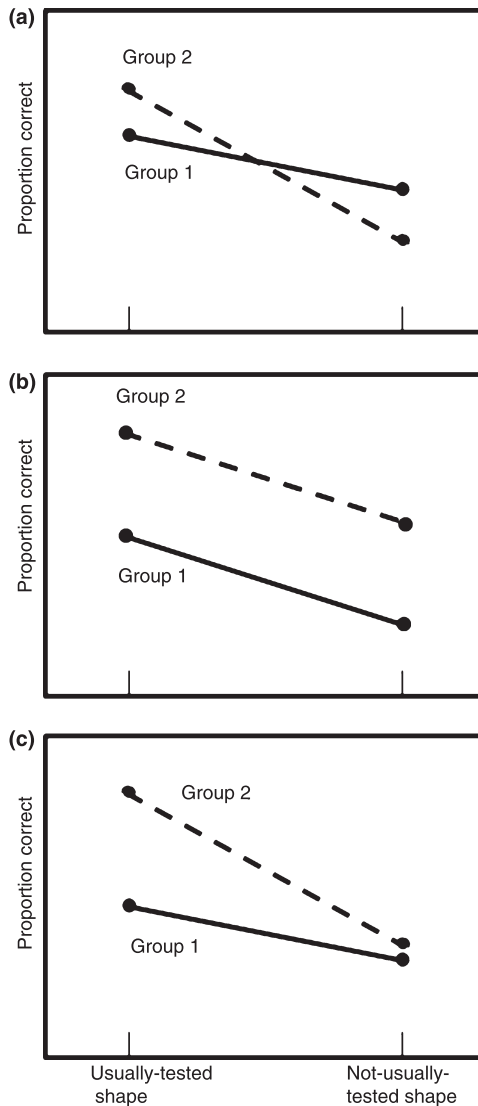 (a)
Group 2
Group 1
Proportion correct
(b)
Group 2
Group 1
Proportion correct
(c)
Group 2
Group 1
Proportion correct
Usually-tested
shape
Not-usually-
tested shape